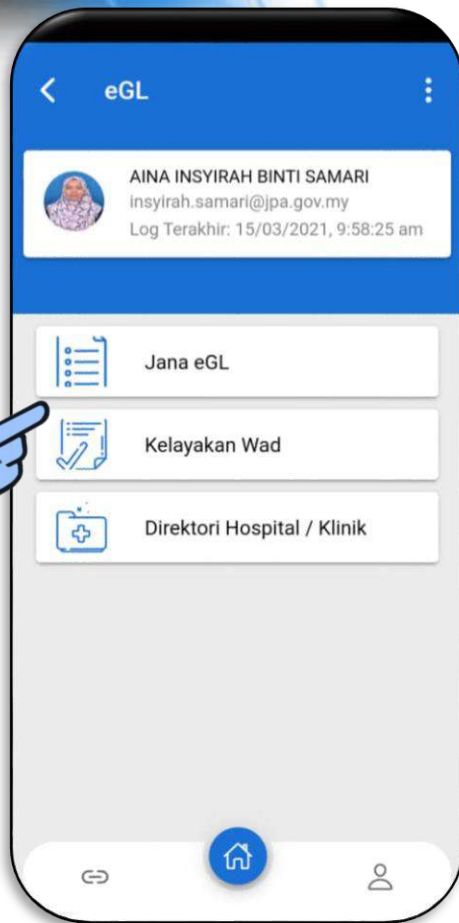 eGL
AINA INSYIRAH BINTI SAMARI
insyirah.samari@jpa.gov.my
Log Terakhir: 15/03/2021, 9:58:25 am
Jana eGL
Kelayakan Wad
Direktori Hospital / Klinik